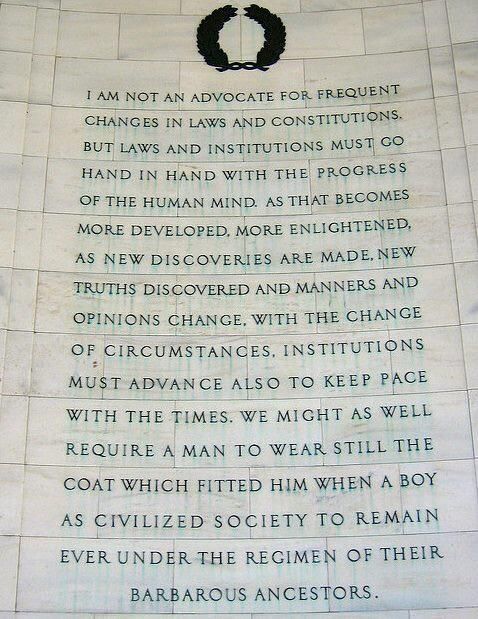 I AM NOT AN ADVOCATE FOR FREQUENT
CHANGES IN LAWS AND CONSTITUTIONS.
BUT LAWS AND INSTITUTIONS MUST GO
HAND IN HAND WITH THE PROGRESS
OF THE HUMAN MIND. AS THAT BECOMES
MORE DEVELOPED, MORE ENLIGHTENED,
AS NEW DISCOVERIES ARE MADE, NEW
TRUTHS DISCOVERED AND MANNERS AND
OPINIONS CHANGE, WITH THE CHANGE
OF CIRCUMSTANCES, INSTITUTIONS
MUST ADVANCE ALSO TO KEEP PACE
WITH THE TIMES. WE MIGHT AS WELL
REQUIRE A MAN TO WEAR STILL THE
COAT WHICH FITTED HIM WHEN A BOY
AS CIVILIZED SOCIETY TO REMAIN
EVER UNDER THE REGIMEN OF THEIR
BARBAROUS ANCESTORS.